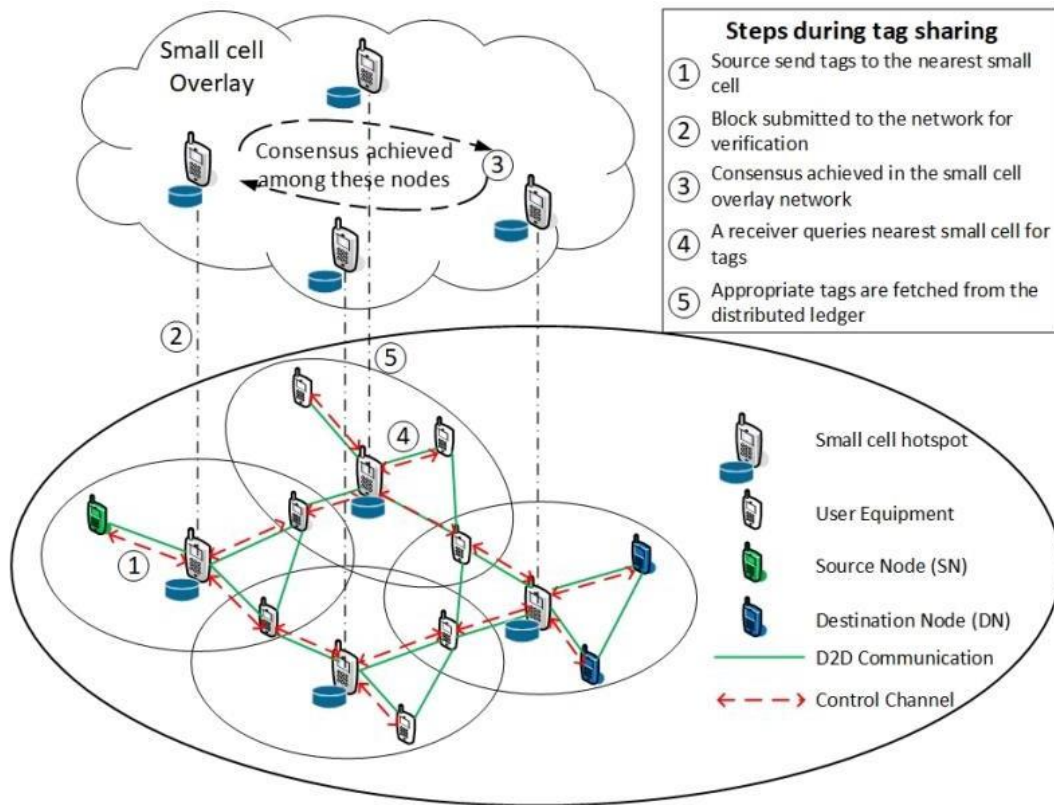 Small cell
Overlay
Consensus achieved
among these nodes
3
2
5
4
1
Steps during tag sharing
1 Source send tags to the nearest small
cell
2 Block submitted to the network for
verification
3 Consensus achieved in the small cell
overlay network
4 A receiver queries nearest small cell for
tags
5 Appropriate tags are fetched from the
distributed ledger
Small cell hotspot
User Equipment
Source Node (SN)
Destination Node (DN)
D2D Communication
Control Channel